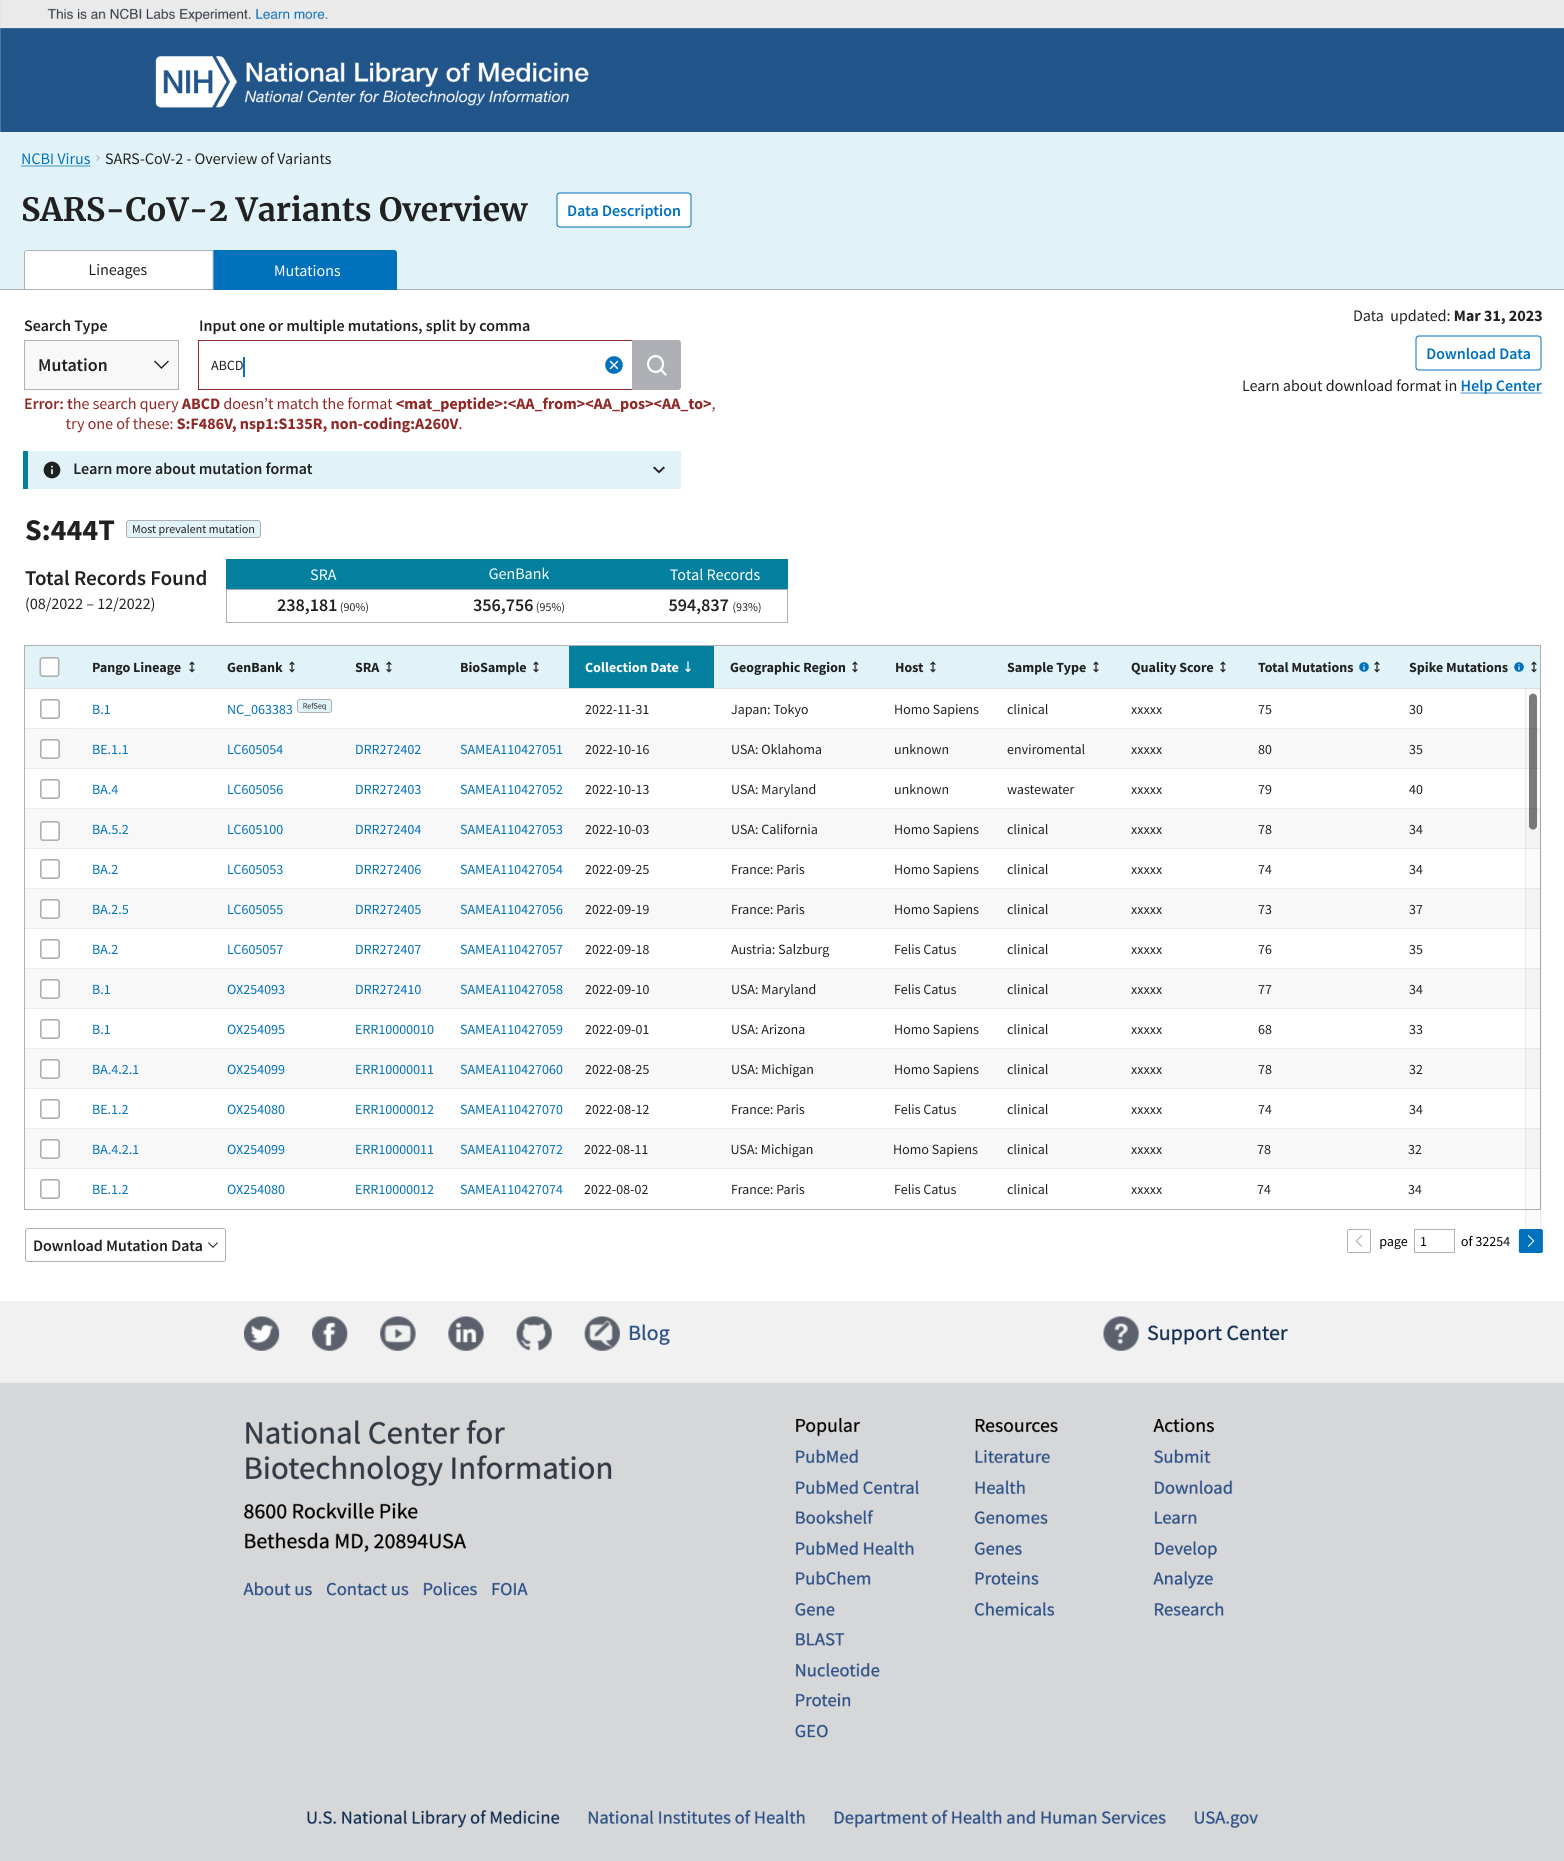 This is an NCBI Labs Experiment. Learn more.
NIH National Library of Medicine
National Center for Biotechnology Information
NCBI Virus › SARS-CoV-2 - Overview of Variants
SARS-CoV-2 Variants Overview
Data Description
Lineages Mutations
Data updated: Mar 31, 2023
Search Type Input one or multiple mutations, split by comma
Mutation ABCD
Download Data
Learn about download format in Help Center
Error: the search query ABCD doesn't match the format <mat_peptide>:<AA_from><AA_pos><AA_to>,
try one of these: S:F486V, nsp1:S135R, non-coding:A260V.
Learn more about mutation format
S:444T Most prevalent mutation
Total Records Found
(08/2022 – 12/2022)
SRA GenBank Total Records
238,181 (90%) 356,756 (95%) 594,837 (93%)
Pango Lineage GenBank SRA BioSample Collection Date Geographic Region Host Sample Type Quality Score Total Mutations Spike Mutations
B.1 NC_063383 RefSeq 2022-11-31 Japan: Tokyo Homo Sapiens clinical xxxxx 75 30
BE.1.1 LC605054 DRR272402 SAMEA110427051 2022-10-16 USA: Oklahoma unknown enviromental xxxxx 80 35
BA.4 LC605056 DRR272403 SAMEA110427052 2022-10-13 USA: Maryland unknown wastewater xxxxx 79 40
BA.5.2 LC605100 DRR272404 SAMEA110427053 2022-10-03 USA: California Homo Sapiens clinical xxxxx 78 34
BA.2 LC605053 DRR272406 SAMEA110427054 2022-09-25 France: Paris Homo Sapiens clinical xxxxx 74 34
BA.2.5 LC605055 DRR272405 SAMEA110427056 2022-09-19 France: Paris Homo Sapiens clinical xxxxx 73 37
BA.2 LC605057 DRR272407 SAMEA110427057 2022-09-18 Austria: Salzburg Felis Catus clinical xxxxx 76 35
B.1 OX254093 DRR272410 SAMEA110427058 2022-09-10 USA: Maryland Felis Catus clinical xxxxx 77 34
B.1 OX254095 ERR10000010 SAMEA110427059 2022-09-01 USA: Arizona Homo Sapiens clinical xxxxx 68 33
BA.4.2.1 OX254099 ERR10000011 SAMEA110427060 2022-08-25 USA: Michigan Homo Sapiens clinical xxxxx 78 32
BE.1.2 OX254080 ERR10000012 SAMEA110427070 2022-08-12 France: Paris Felis Catus clinical xxxxx 74 34
BA.4.2.1 OX254099 ERR10000011 SAMEA110427072 2022-08-11 USA: Michigan Homo Sapiens clinical xxxxx 78 32
BE.1.2 OX254080 ERR10000012 SAMEA110427074 2022-08-02 France: Paris Felis Catus clinical xxxxx 74 34
Download Mutation Data
page 1 of 32254
Blog
Support Center
National Center for
Biotechnology Information
8600 Rockville Pike
Bethesda MD, 20894USA
About us Contact us Polices FOIA
Popular
PubMed
PubMed Central
Bookshelf
PubMed Health
PubChem
Gene
BLAST
Nucleotide
Protein
GEO
Resources
Literature
Health
Genomes
Genes
Proteins
Chemicals
Actions
Submit
Download
Learn
Develop
Analyze
Research
U.S. National Library of Medicine National Institutes of Health Department of Health and Human Services USA.gov